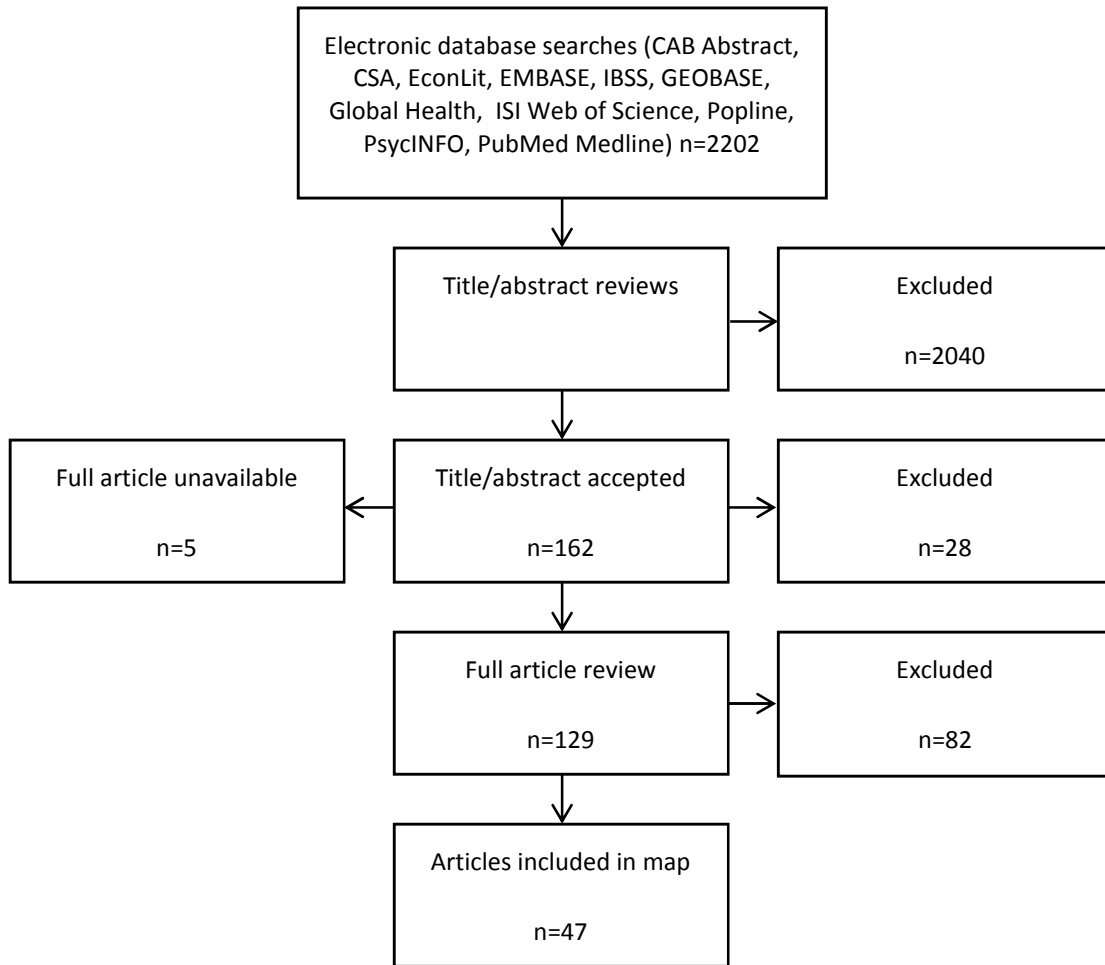 Electronic database searches (CAB Abstract,
CSA, EconLit, EMBASE, IBSS, GEOBASE,
Global Health,  ISI Web of Science, Popline,
PsycINFO, PubMed Medline) n=2202
Title/abstract reviews
Excluded
n=2040
Full article unavailable
n=5
Title/abstract accepted
n=162
Excluded
n=28
Full article review
n=129
Excluded
n=82
Articles included in map
n=47